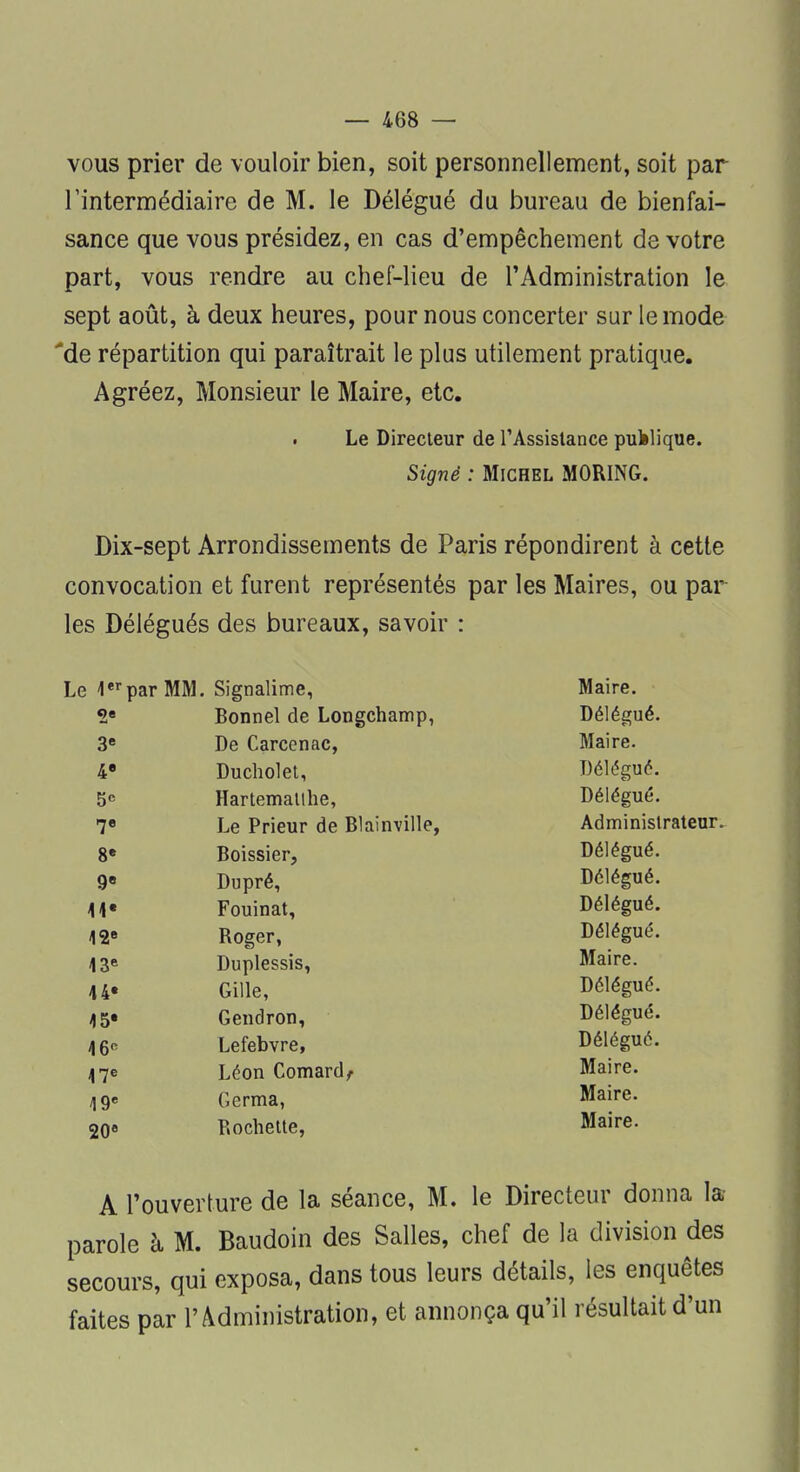 — 468 —
vous prier de vouloir bien, soit personnellement, soit par
l'intermédiaire de M. le Délégué du bureau de bienfai-
sance que vous présidez, en cas d'empêchement de votre
part, vous rendre au chef-lieu de l'Administration le
sept août, à deux heures, pour nous concerter sur le mode
de répartition qui paraîtrait le plus utilement pratique.
Agréez, Monsieur le Maire, etc.
Le Directeur de l'Assistance publique.
Signé : MICHEL MORING.
Dix-sept Arrondissements de Paris répondirent à cette
convocation et furent représentés par les Maires, ou par
les Délégués des bureaux, savoir :
Le 1er par MM. Signalime, Maire.
2e Bonnel de Longchamp, Délégué.
3e De Carcenac, Maire.
4e Ducholet, Délégué.
5e Hartematthe, Délégué.
7e Le Prieur de Blainville, Administrateur.
8e Boissier, Délégué.
9e Dupré, Délégué.
11e Fouinat, Délégué.
12e Roger, Délégué.
13e Duplessis, Maire.
14e Gille, Délégué.
15e Gendron, Délégué.
16e Lefebvre, Délégué.
17e Léon Comard, Maire.
19e Germa, Maire.
20e Rochette, Maire.
A l'ouverture de la séance, M. le Directeur donna la
parole à M. Baudoin des Salles, chef de la division des
secours, qui exposa, dans tous leurs détails, les enquêtes
faites par l'Administration, et annonça qu'il résultait d'un